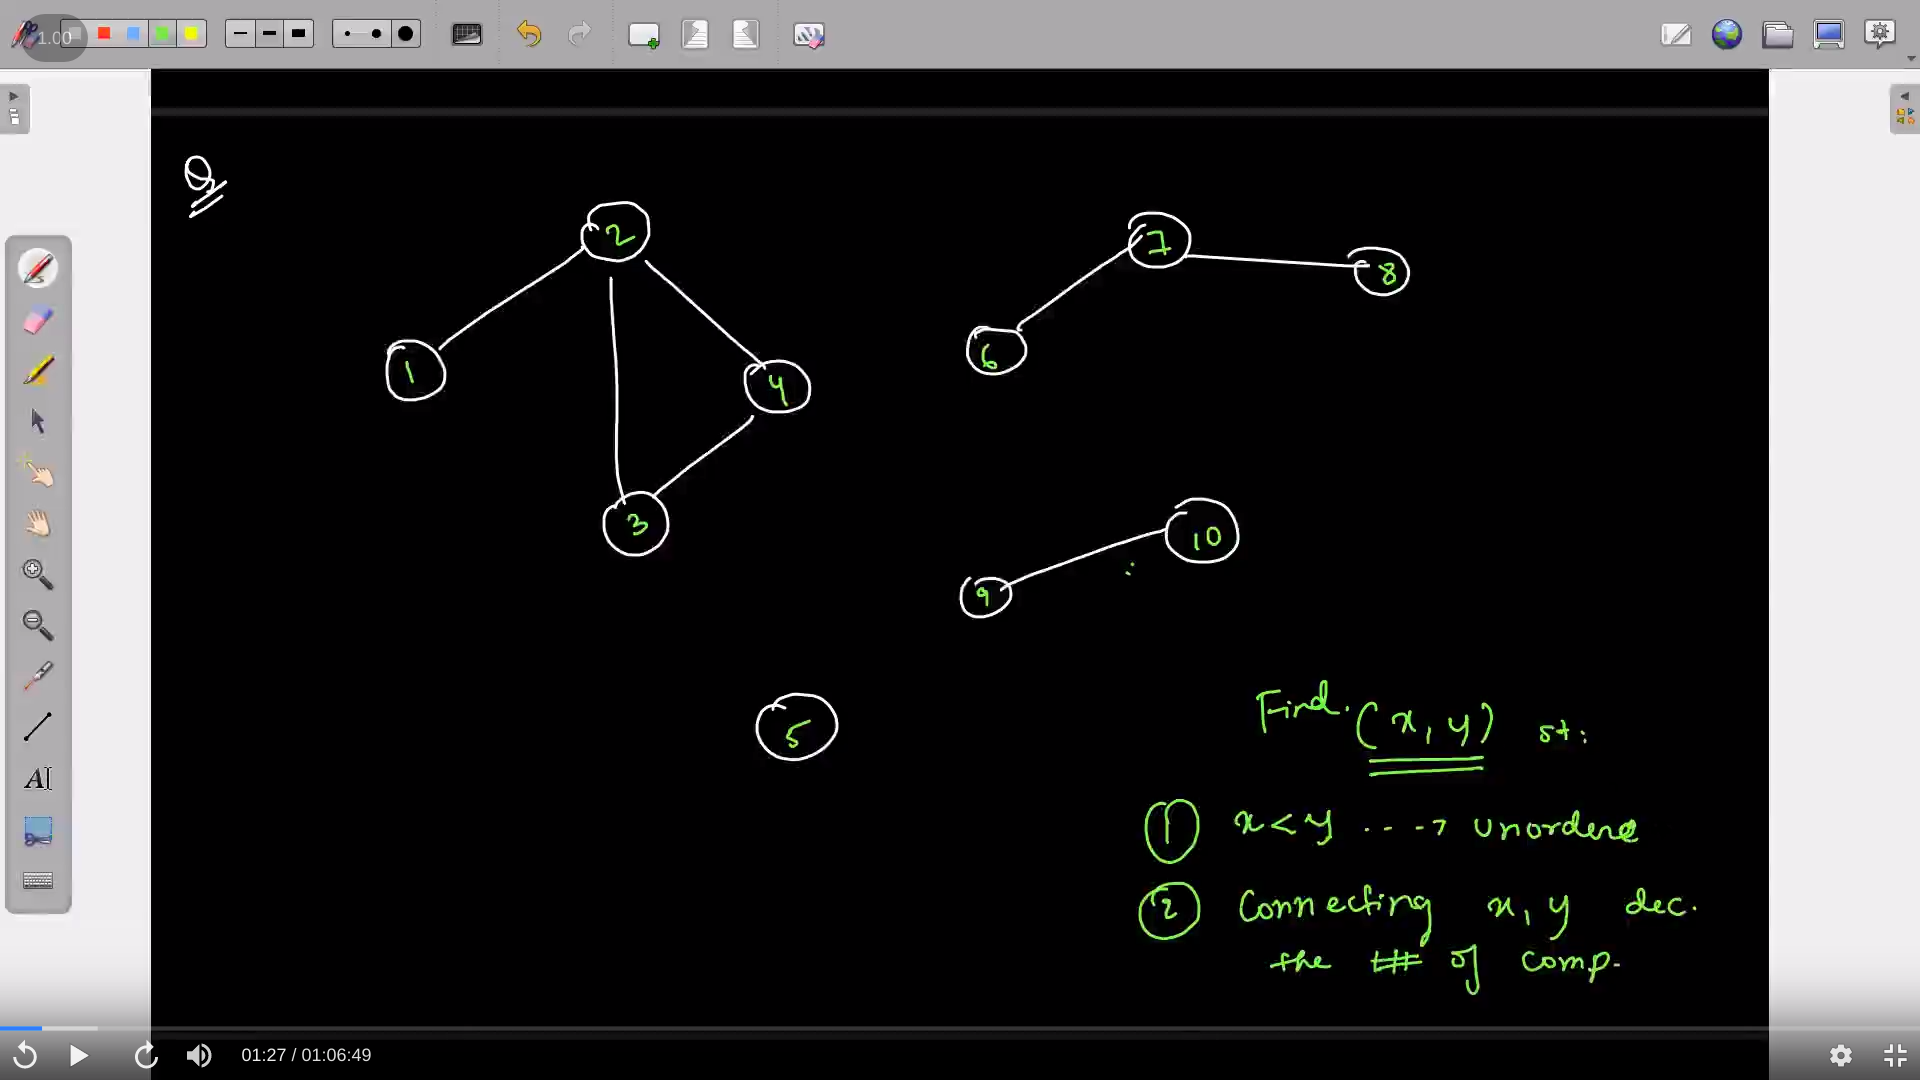 1.00
Q
2
7
8
1
6
4
3
10
9
5
Find. (x, y) st:
1 x < y ---→ unordere
2 Connecting x, y dec.
the # of comp.
01:27 / 01:06:49